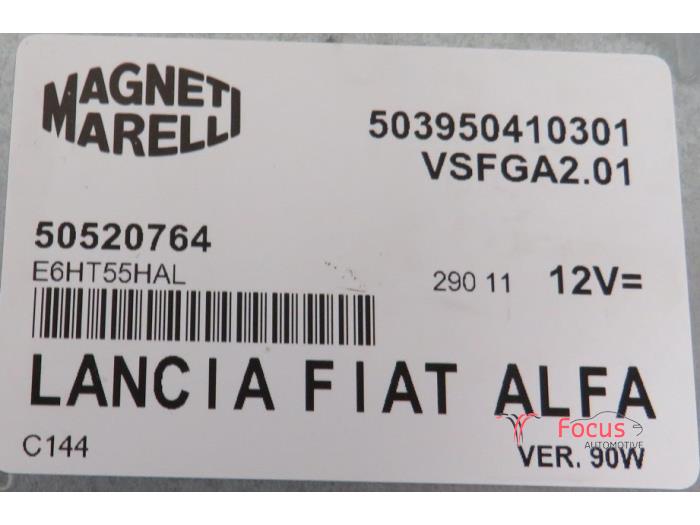 MAGNETI
MARELLI
503950410301
VSFGA2.01
50520764
E6HT55HAL
290 11 12V=
LANCIA FIAT ALFA
C144
VER. 90W
Focus
AUTOMOTIVE